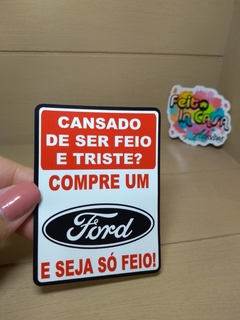 CANSADO
DE SER FEIO
E TRISTE?
COMPRE UM
Ford
E SEJA SÓ FEIO!
Feito
In Casa